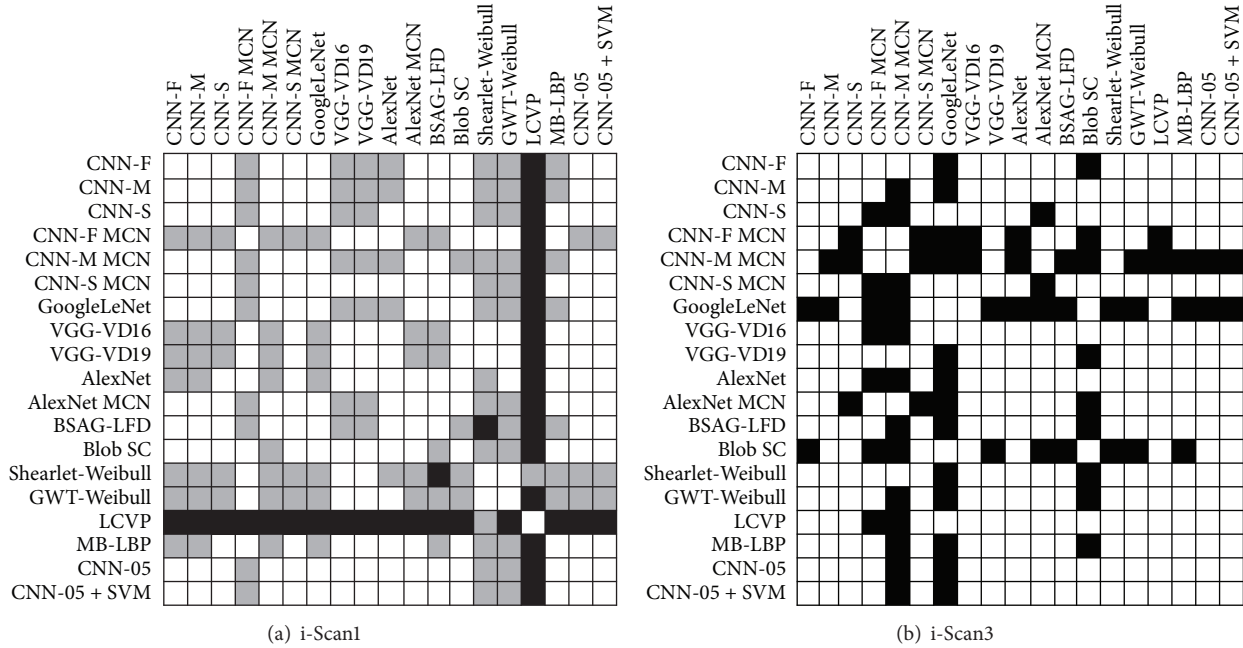 CNN-F
CNN-M
CNN-S
CNN-F MCN
CNN-M MCN
CNN-S MCN
GoogleLeNet
VGG-VD16
VGG-VD19
AlexNet
AlexNet MCN
BSAG-LFD
Blob SC
Shearlet-Weibull
GWT-Weibull
LCVP
MB-LBP
CNN-05
CNN-05 + SVM
CNN-F
CNN-M
CNN-S
CNN-F MCN
CNN-M MCN
CNN-S MCN
GoogleLeNet
VGG-VD16
VGG-VD19
AlexNet
AlexNet MCN
BSAG-LFD
Blob SC
Shearlet-Weibull
GWT-Weibull
LCVP
MB-LBP
CNN-05
CNN-05 + SVM
(a) i-Scan1
CNN-F
CNN-M
CNN-S
CNN-F MCN
CNN-M MCN
CNN-S MCN
GoogleLeNet
VGG-VD16
VGG-VD19
AlexNet
AlexNet MCN
BSAG-LFD
Blob SC
Shearlet-Weibull
GWT-Weibull
LCVP
MB-LBP
CNN-05
CNN-05 + SVM
CNN-F
CNN-M
CNN-S
CNN-F MCN
CNN-M MCN
CNN-S MCN
GoogleLeNet
VGG-VD16
VGG-VD19
AlexNet
AlexNet MCN
BSAG-LFD
Blob SC
Shearlet-Weibull
GWT-Weibull
LCVP
MB-LBP
CNN-05
CNN-05 + SVM
(b) i-Scan3